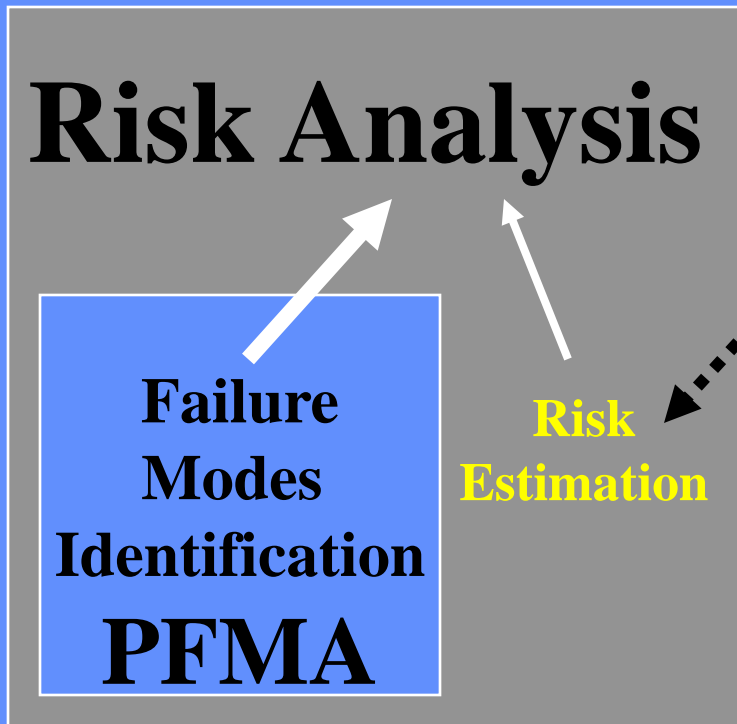 Risk Analysis
Failure
Modes
Identification
PFMA
Risk
Estimation